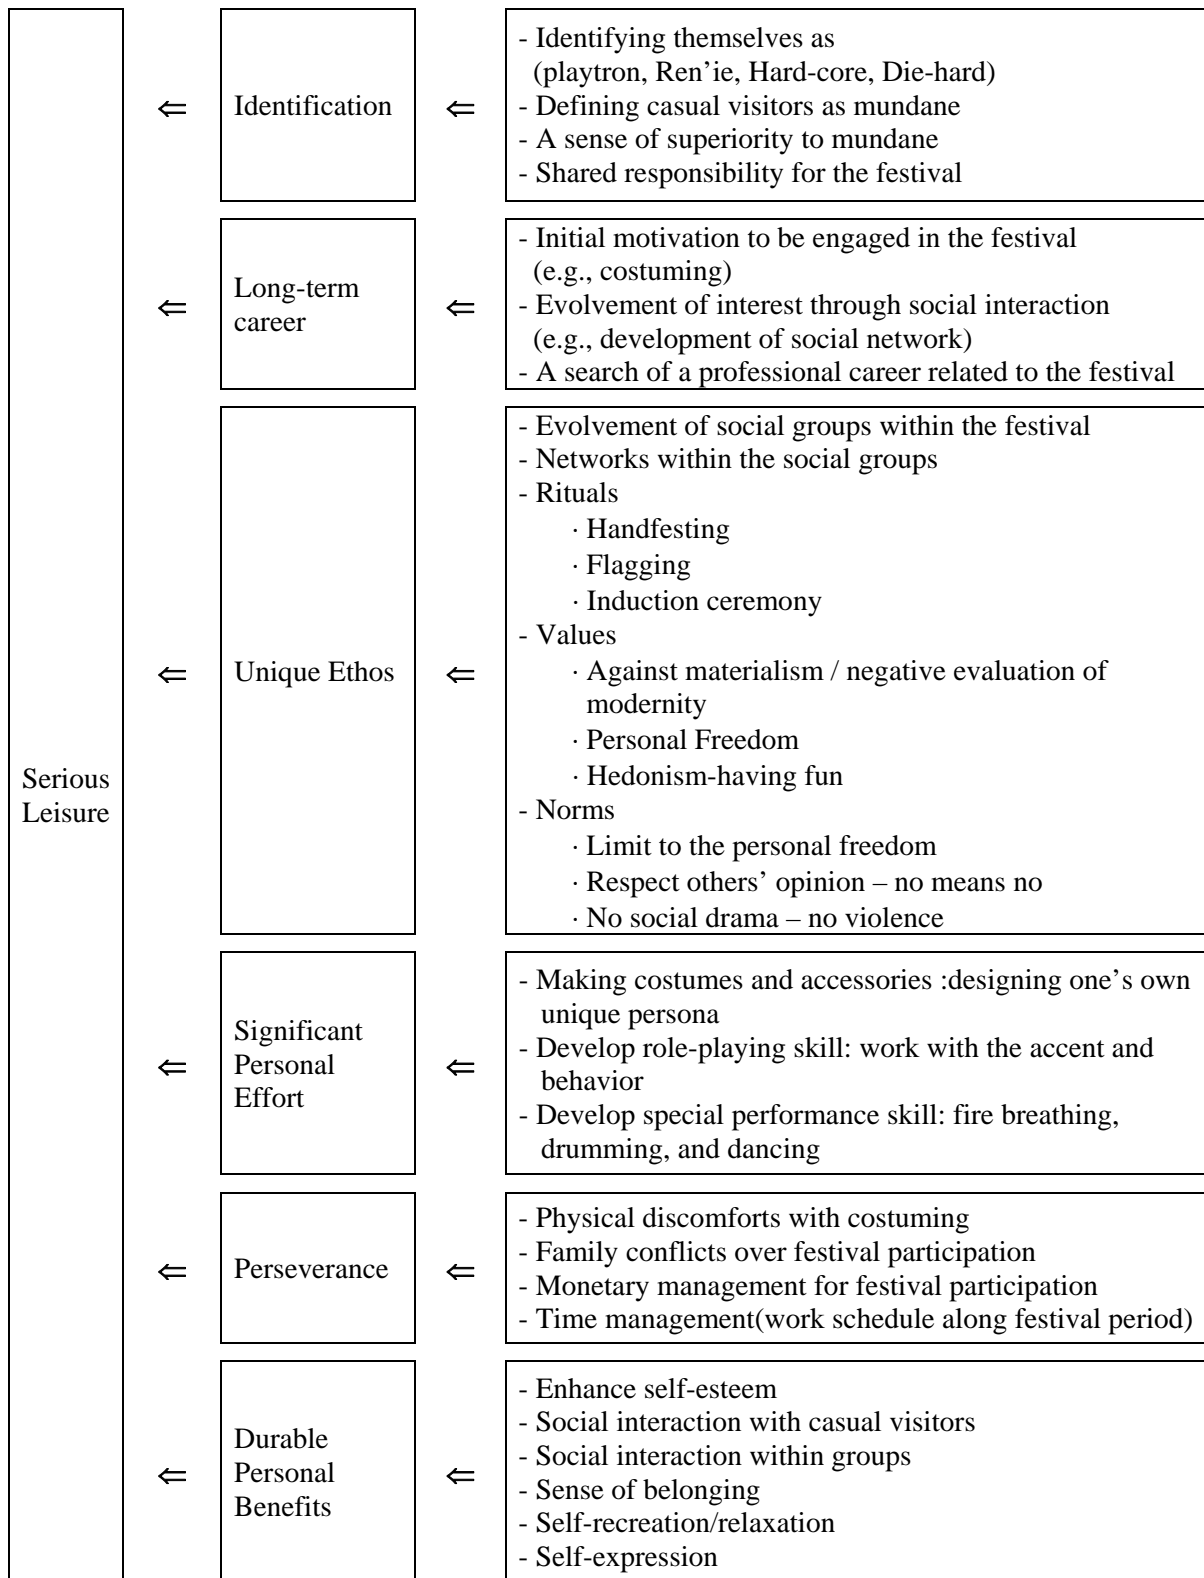 Serious
Leisure
⇐
Identification
⇐
- Identifying themselves as
(playtron, Ren’ie, Hard-core, Die-hard)
- Defining casual visitors as mundane
- A sense of superiority to mundane
- Shared responsibility for the festival
⇐
Long-term
career
⇐
- Initial motivation to be engaged in the festival
(e.g., costuming)
- Evolvement of interest through social interaction
(e.g., development of social network)
- A search of a professional career related to the festival
⇐
Unique Ethos
⇐
- Evolvement of social groups within the festival
- Networks within the social groups
- Rituals
· Handfesting
· Flagging
· Induction ceremony
- Values
· Against materialism / negative evaluation of
modernity
· Personal Freedom
· Hedonism-having fun
- Norms
· Limit to the personal freedom
· Respect others’ opinion – no means no
· No social drama – no violence
⇐
Significant
Personal
Effort
⇐
- Making costumes and accessories :designing one’s own
unique persona
- Develop role-playing skill: work with the accent and
behavior
- Develop special performance skill: fire breathing,
drumming, and dancing
⇐
Perseverance
⇐
- Physical discomforts with costuming
- Family conflicts over festival participation
- Monetary management for festival participation
- Time management(work schedule along festival period)
⇐
Durable
Personal
Benefits
⇐
- Enhance self-esteem
- Social interaction with casual visitors
- Social interaction within groups
- Sense of belonging
- Self-recreation/relaxation
- Self-expression